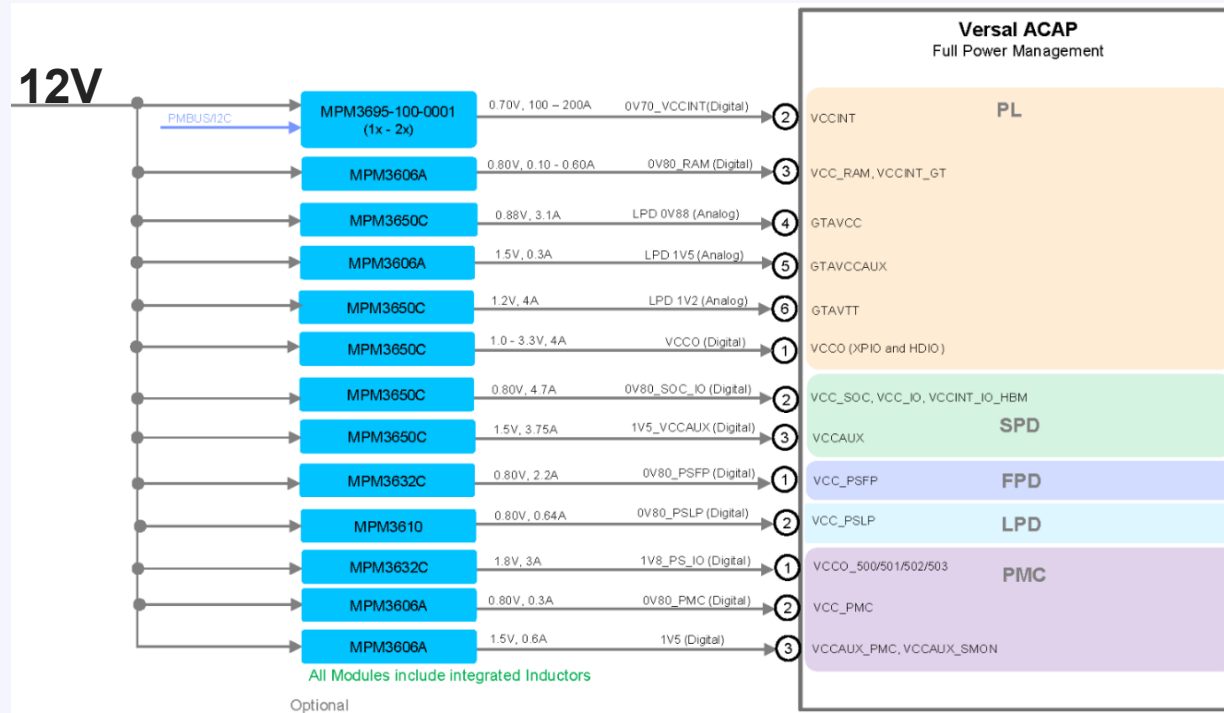 Versal ACAP
Full Power Management
12V
PMBUS/I2C
MPM3695-100-0001
(1x - 2x)
0.70V, 100 – 200A
0V70_VCCINT(Digital)
2
VCCINT
PL
MPM3606A
0.80V, 0.10 - 0.60A
0V80_RAM (Digital)
3
VCC_RAM, VCCINT_GT
MPM3650C
0.88V, 3.1A
LPD 0V88 (Analog)
4
GTAVCC
MPM3606A
1.5V, 0.3A
LPD 1V5 (Analog)
5
GTAVCCAUX
MPM3650C
1.2V, 4A
LPD 1V2 (Analog)
6
GTAVTT
MPM3650C
1.0 - 3.3V, 4A
VCCO (Digital)
1
VCCO (XPIO and HDIO)
MPM3650C
0.80V, 4.7A
0V80_SOC_IO (Digital)
2
VCC_SOC, VCC_IO, VCCINT_IO_HBM
SPD
MPM3650C
1.5V, 3.75A
1V5_VCCAUX (Digital)
3
VCCAUX
MPM3632C
0.80V, 2.2A
0V80_PSFP (Digital)
1
VCC_PSFP
FPD
MPM3610
0.80V, 0.64A
0V80_PSLP (Digital)
2
VCC_PSLP
LPD
MPM3632C
1.8V, 3A
1V8_PS_IO (Digital)
1
VCCO_500/501/502/503
PMC
MPM3606A
0.80V, 0.3A
0V80_PMC (Digital)
2
VCC_PMC
MPM3606A
1.5V, 0.6A
1V5 (Digital)
3
VCCAUX_PMC, VCCAUX_SMON
All Modules include integrated Inductors
Optional